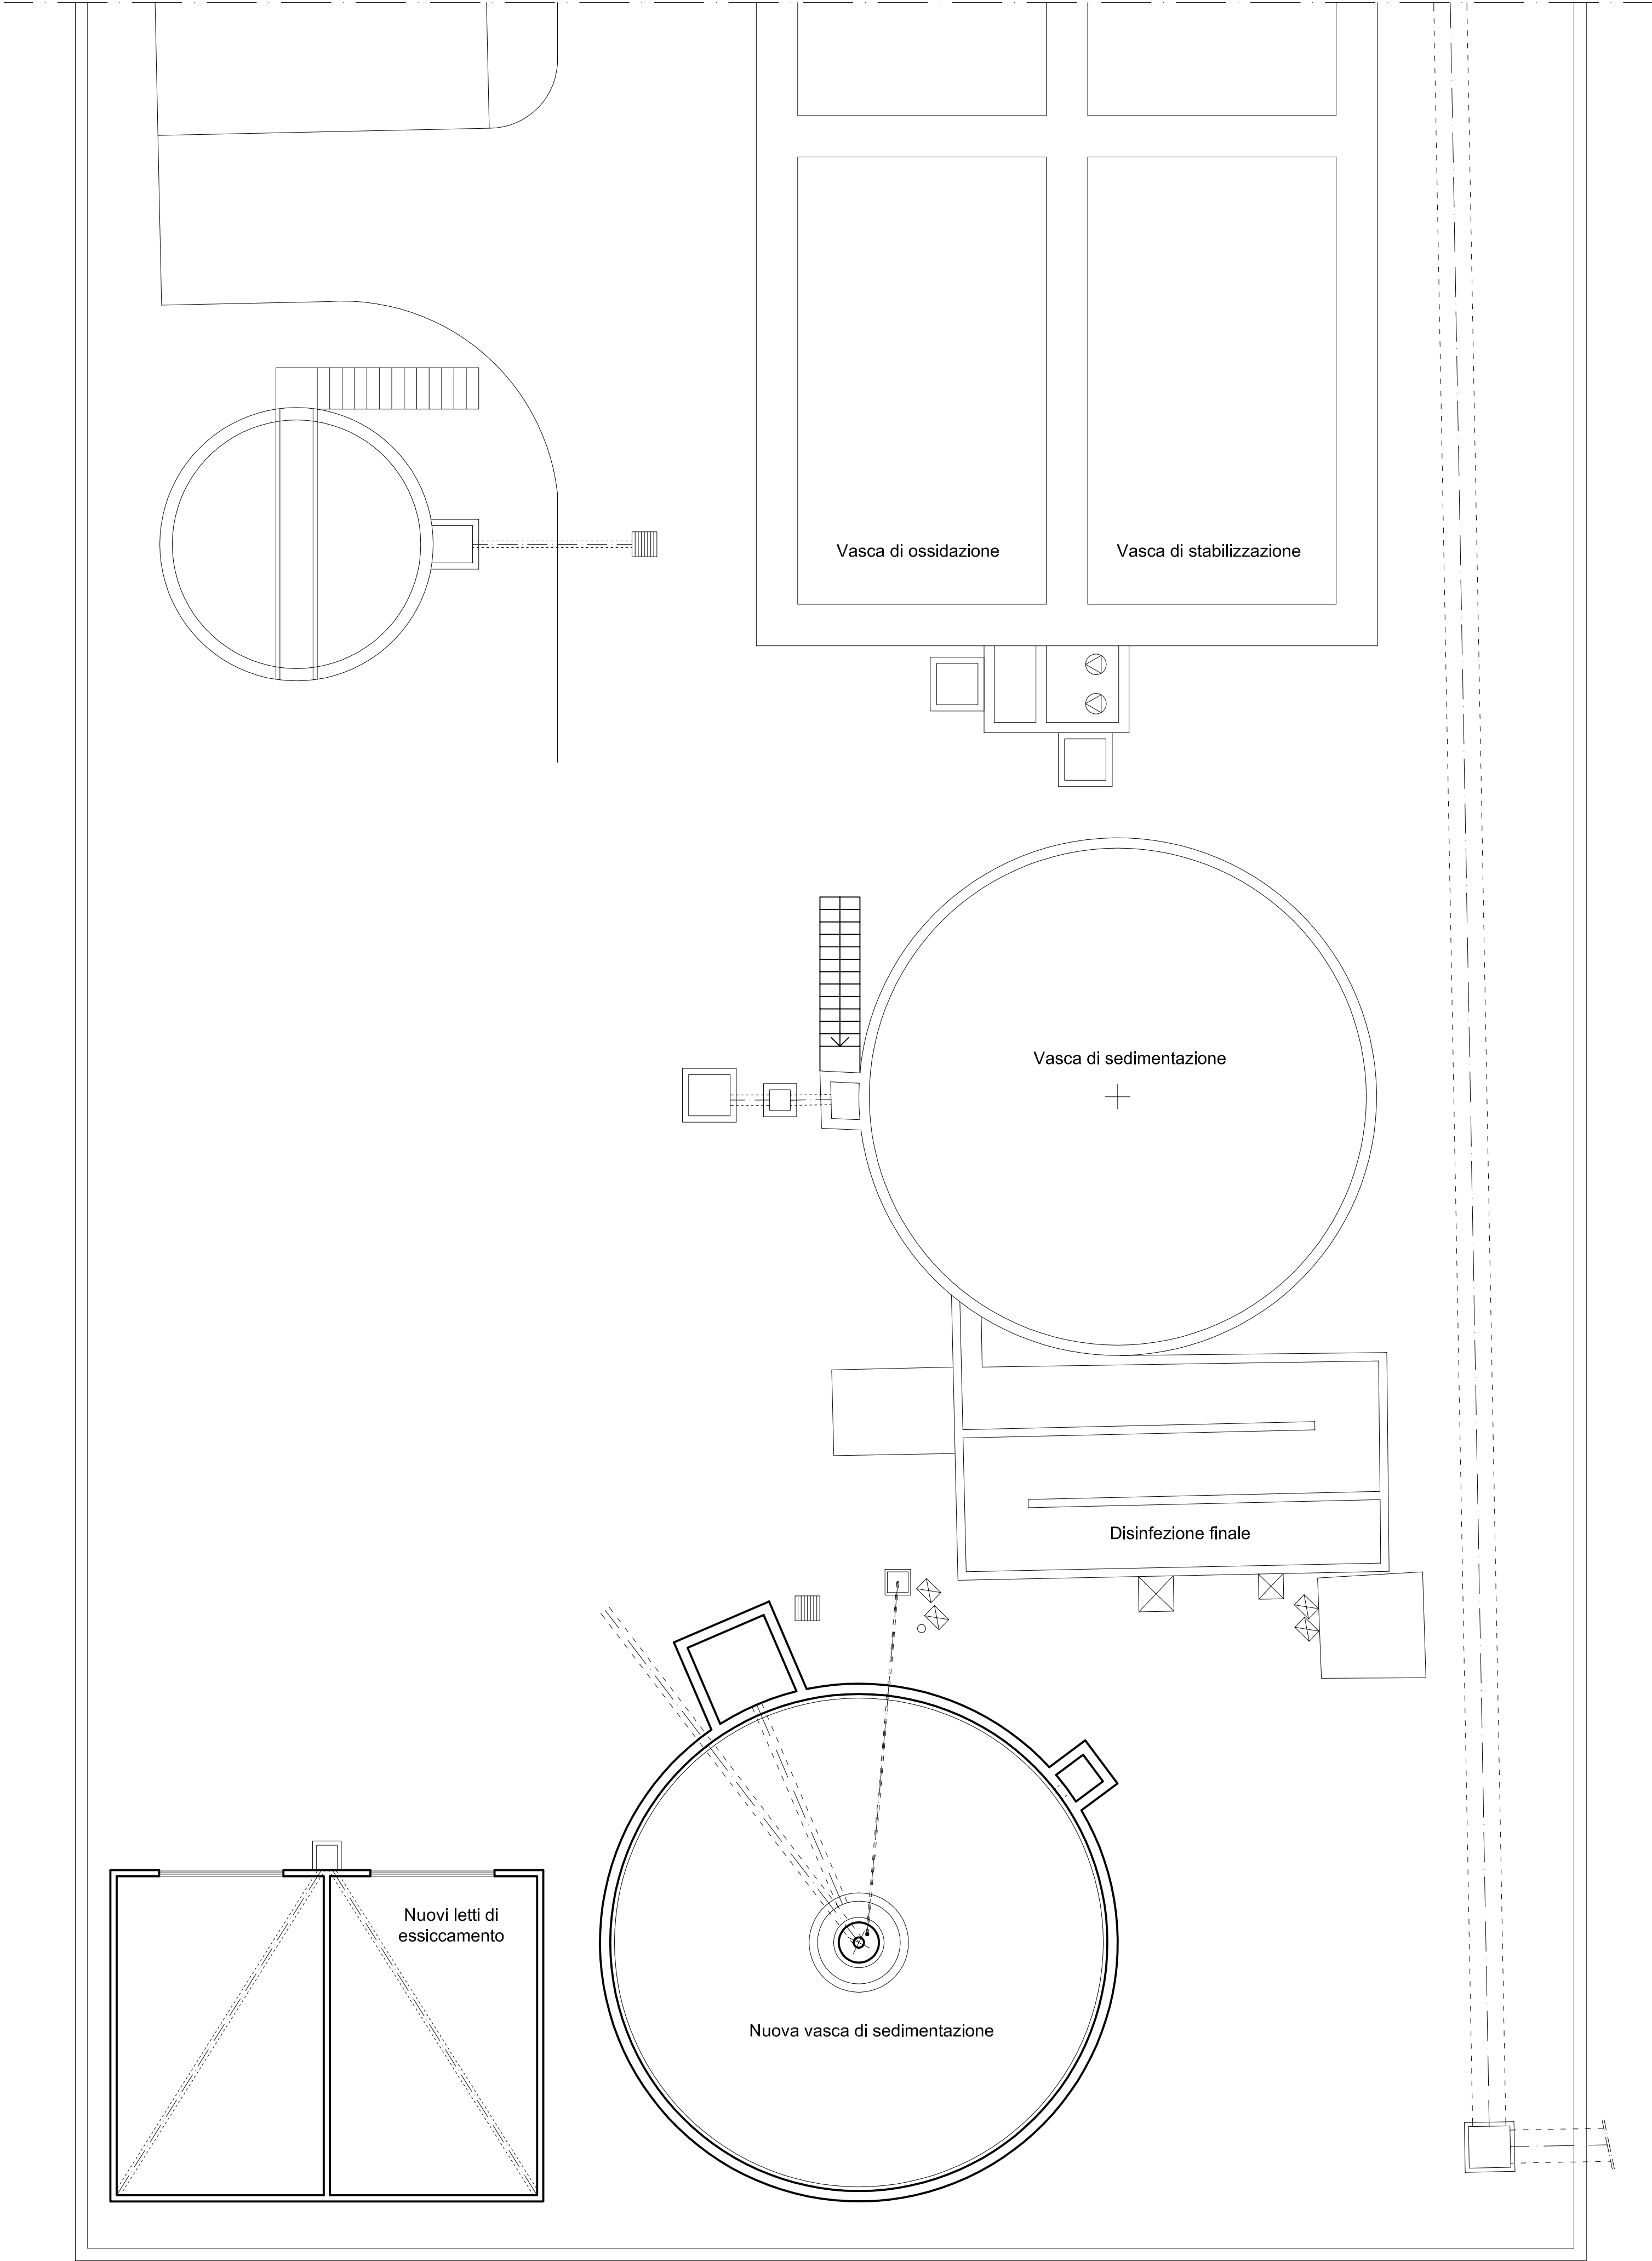 Vasca di ossidazione
Vasca di stabilizzazione
Vasca di sedimentazione
Disinfezione finale
Nuovi letti di
essiccamento
Nuova vasca di sedimentazione